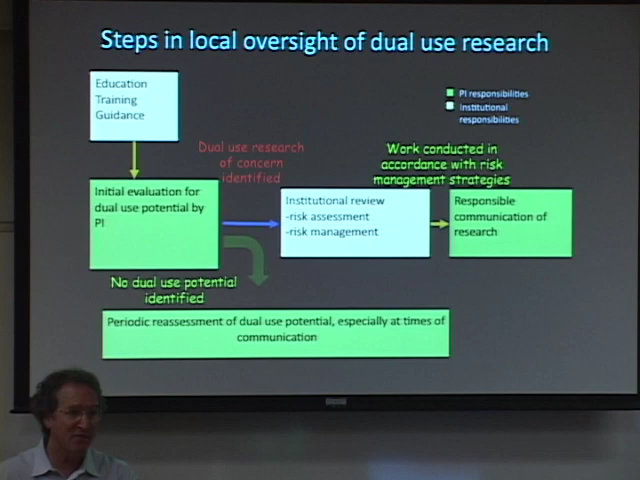 Steps in local oversight of dual use research
Education
Training
Guidance
PI responsibilities
Institutional
responsibilities
Dual use research
of concern
identified
Work conducted in
accordance with risk
management strategies
Initial evaluation for
dual use potential by
PI
Institutional review
-risk assessment
-risk management
Responsible
communication of
research
No dual use potential
identified
Periodic reassessment of dual use potential, especially at times of
communication